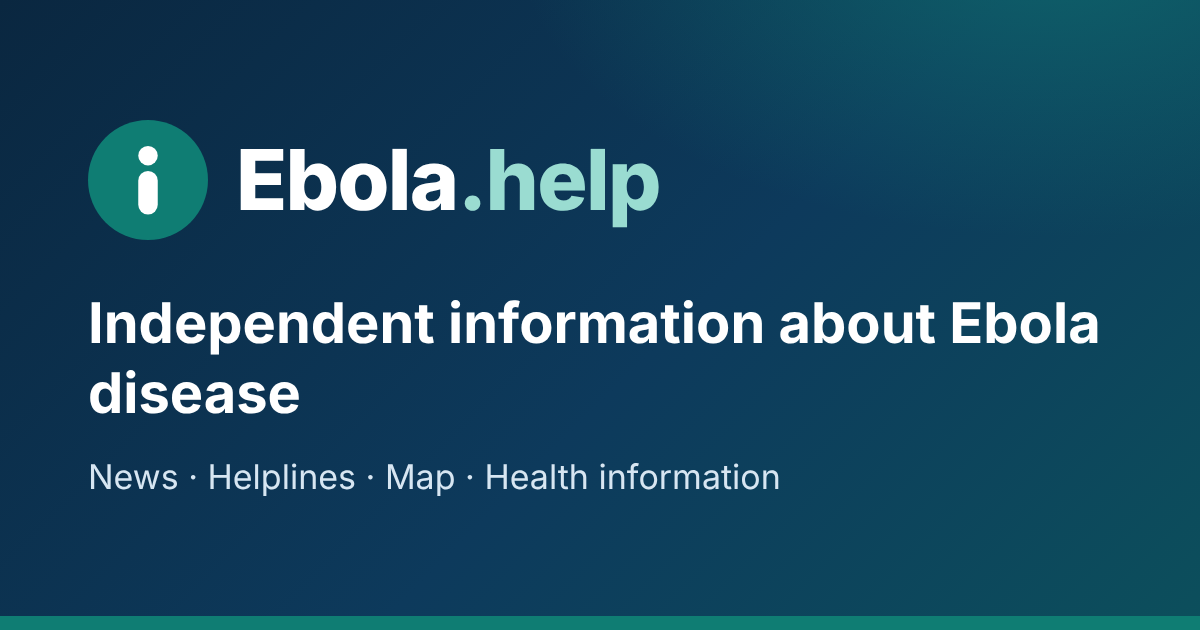 Ebola.help
Independent information about Ebola
disease
News · Helplines · Map · Health information